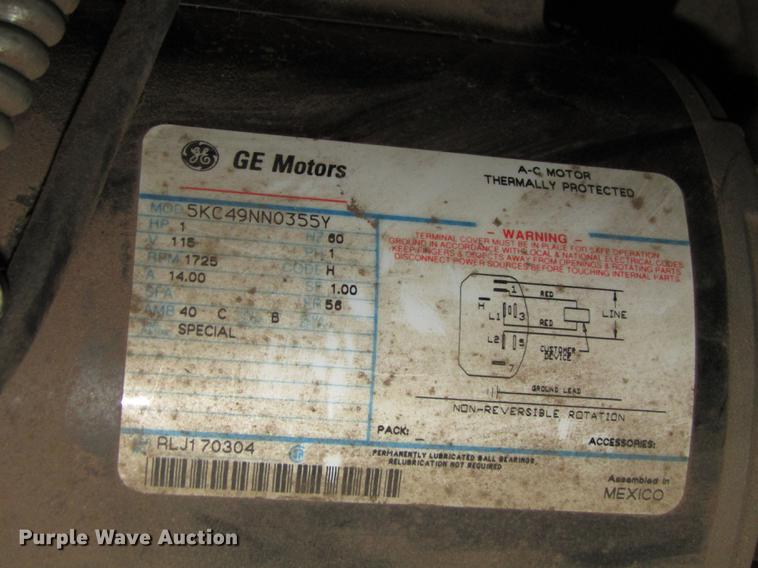 GE GE Motors
A-C MOTOR
THERMALLY PROTECTED
MOD 5KC49NN0355Y
HP 1 HZ 60
V 115 PH 1
RPM 1725 CODE H
A 14.00 SF 1.00
SFA FR 56
AMB 40 C B
SPECIAL
- WARNING -
TERMINAL COVER MUST BE IN PLACE FOR SAFE OPERATION
GROUND IN ACCORDANCE WITH LOCAL & NATIONAL ELECTRICAL CODES
KEEP FINGERS & OBJECTS AWAY FROM OPENINGS & ROTATING PARTS
DISCONNECT POWER SOURCES BEFORE TOUCHING INTERNAL PARTS
1 RED
H L1 3 LINE
RED
L2 5 CUSTOMER
DEVICE
7
GROUND LEAD
NON-REVERSIBLE ROTATION
PACK: ACCESSORIES:
RLJ170304
PERMANENTLY LUBRICATED BALL BEARINGS,
RELUBRICATION NOT REQUIRED
Assembled in
MEXICO
Purple Wave Auction